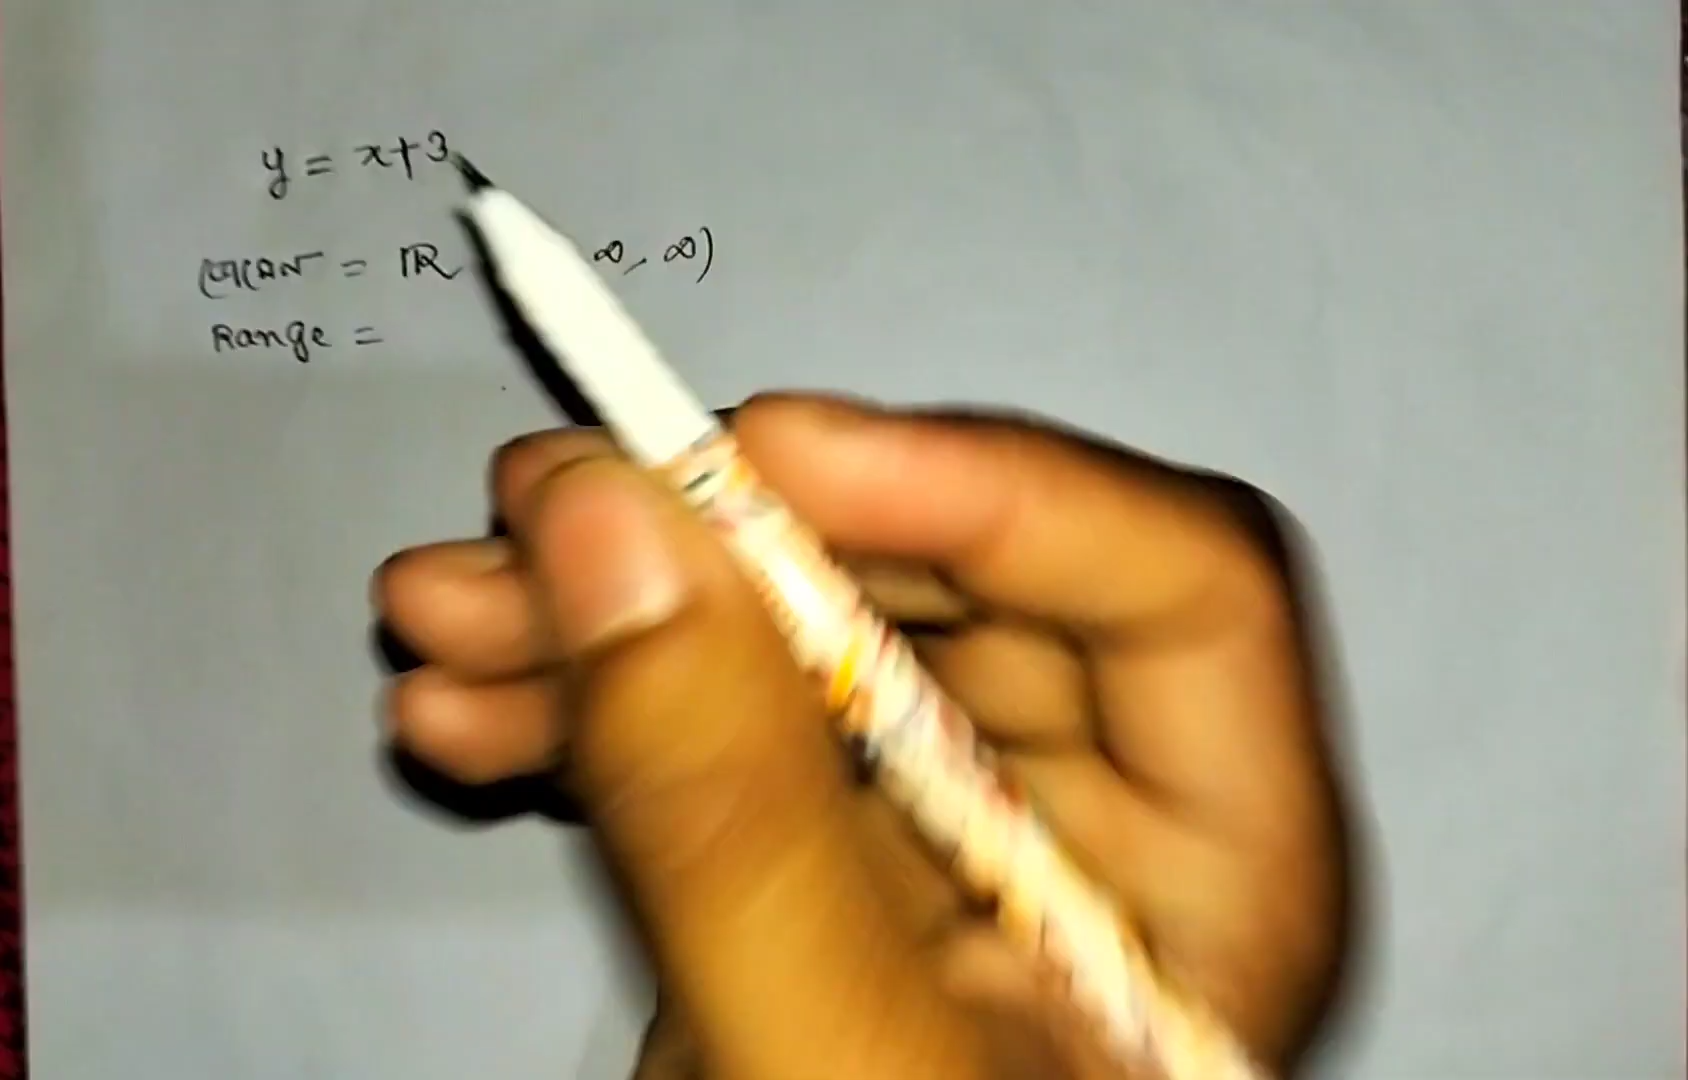 y = x+3
ডোমেন = ℝ ∞, ∞)
Range =